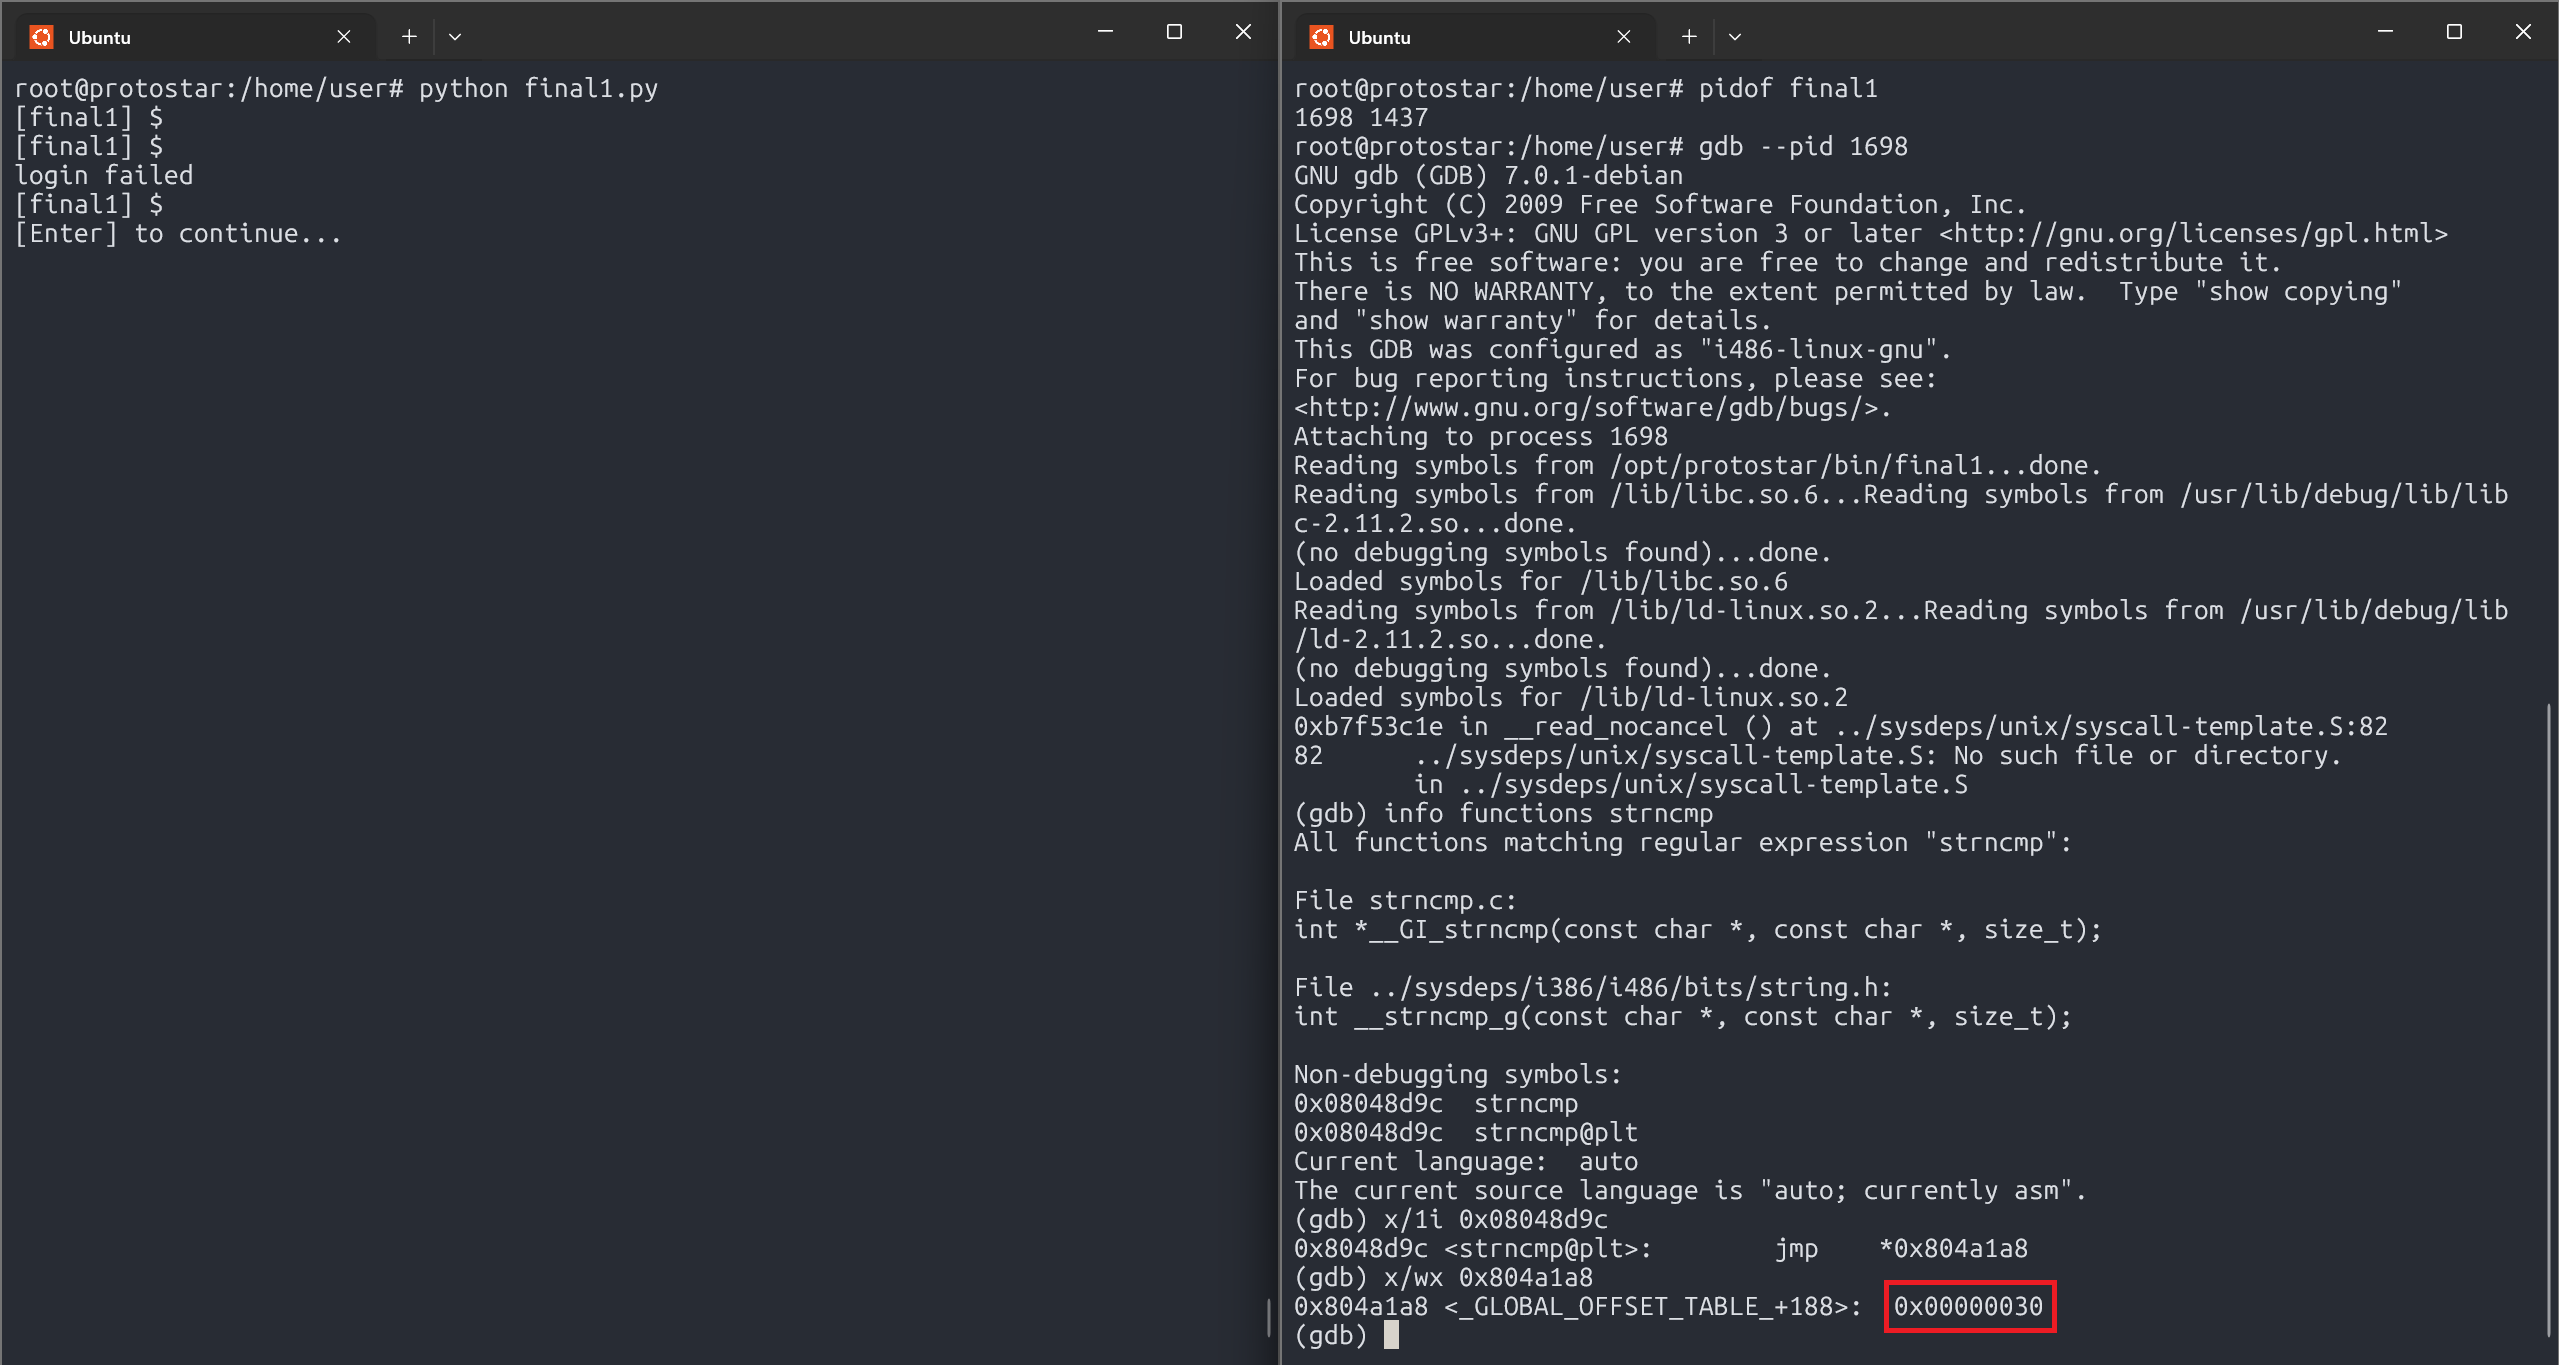 Ubuntu
root@protostar:/home/user# python final1.py
[final1] $
[final1] $
login failed
[final1] $
[Enter] to continue...
Ubuntu
root@protostar:/home/user# pidof final1
1698 1437
root@protostar:/home/user# gdb --pid 1698
GNU gdb (GDB) 7.0.1-debian
Copyright (C) 2009 Free Software Foundation, Inc.
License GPLv3+: GNU GPL version 3 or later <http://gnu.org/licenses/gpl.html>
This is free software: you are free to change and redistribute it.
There is NO WARRANTY, to the extent permitted by law.  Type "show copying"
and "show warranty" for details.
This GDB was configured as "i486-linux-gnu".
For bug reporting instructions, please see:
<http://www.gnu.org/software/gdb/bugs/>.
Attaching to process 1698
Reading symbols from /opt/protostar/bin/final1...done.
Reading symbols from /lib/libc.so.6...Reading symbols from /usr/lib/debug/lib/lib
c-2.11.2.so...done.
(no debugging symbols found)...done.
Loaded symbols for /lib/libc.so.6
Reading symbols from /lib/ld-linux.so.2...Reading symbols from /usr/lib/debug/lib
/ld-2.11.2.so...done.
(no debugging symbols found)...done.
Loaded symbols for /lib/ld-linux.so.2
0xb7f53c1e in __read_nocancel () at ../sysdeps/unix/syscall-template.S:82
82      ../sysdeps/unix/syscall-template.S: No such file or directory.
        in ../sysdeps/unix/syscall-template.S
(gdb) info functions strncmp
All functions matching regular expression "strncmp":
File strncmp.c:
int *__GI_strncmp(const char *, const char *, size_t);
File ../sysdeps/i386/i486/bits/string.h:
int __strncmp_g(const char *, const char *, size_t);
Non-debugging symbols:
0x08048d9c  strncmp
0x08048d9c  strncmp@plt
Current language:  auto
The current source language is "auto; currently asm".
(gdb) x/1i 0x08048d9c
0x8048d9c <strncmp@plt>:        jmp    *0x804a1a8
(gdb) x/wx 0x804a1a8
0x804a1a8 <_GLOBAL_OFFSET_TABLE_+188>:  0x00000030
(gdb)